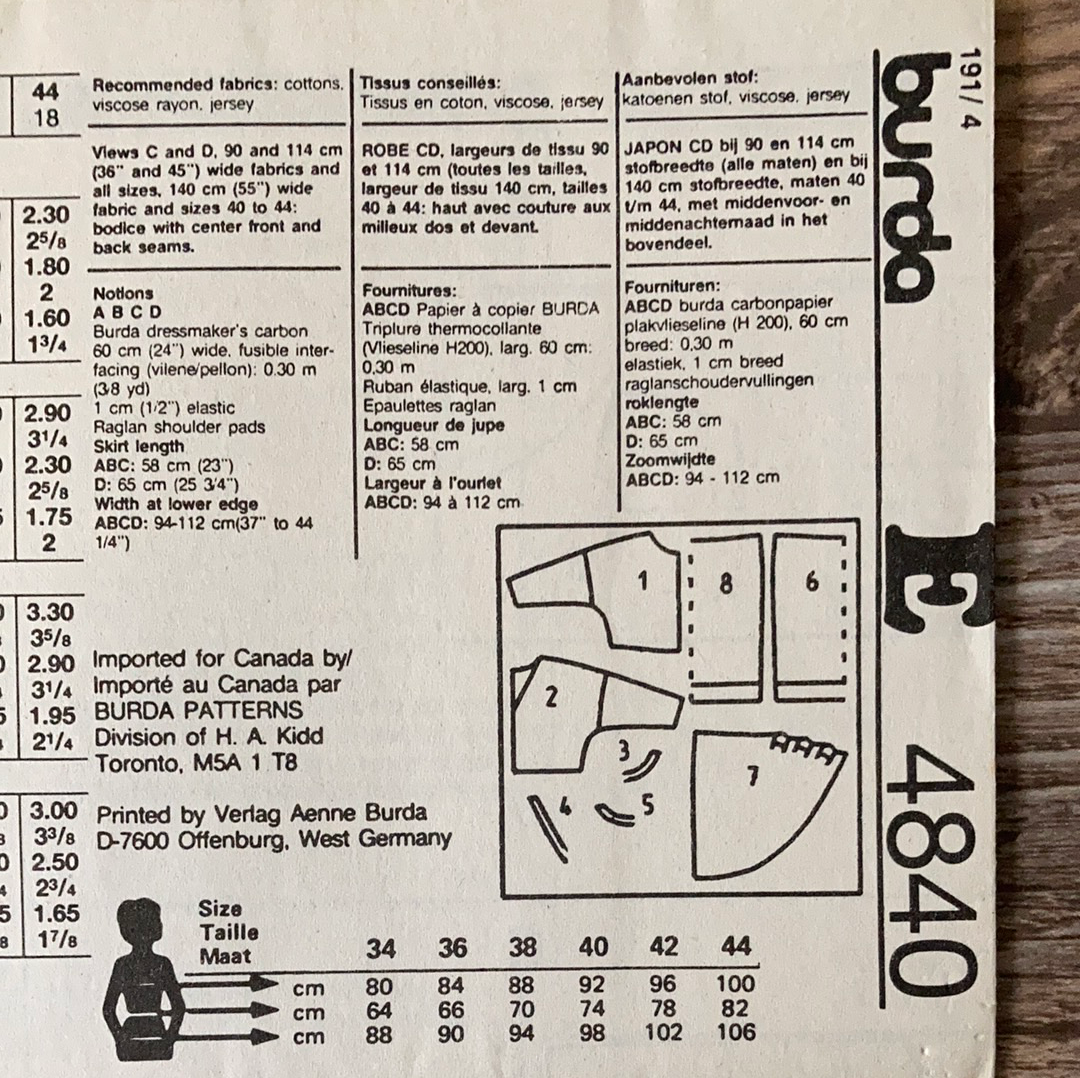 44
18
2.30
2⁵/₈
1.80
2
1.60
1³/₄
2.90
3¹/₄
2.30
2⁵/₈
1.75
2
3.30
3⁵/₈
2.90
3¹/₄
1.95
2¹/₄
3.00
3³/₈
2.50
2³/₄
1.65
1⁷/₈
Recommended fabrics: cottons,
viscose rayon, jersey
Views C and D, 90 and 114 cm
(36" and 45") wide fabrics and
all sizes, 140 cm (55") wide
fabric and sizes 40 to 44:
bodice with center front and
back seams.
Notions
A B C D
Burda dressmaker's carbon
60 cm (24") wide, fusible inter-
facing (vilene/pellon): 0.30 m
(3/8 yd)
1 cm (1/2") elastic
Raglan shoulder pads
Skirt length
ABC: 58 cm (23")
D: 65 cm (25 3/4")
Width at lower edge
ABCD: 94-112 cm(37" to 44
1/4")
Tissus conseillés:
Tissus en coton, viscose, jersey
ROBE CD, largeurs de tissu 90
et 114 cm (toutes les tailles,
largeur de tissu 140 cm, tailles
40 à 44: haut avec couture aux
milieux dos et devant.
Fournitures:
ABCD Papier à copier BURDA
Triplure thermocollante
(Vlieseline H200), larg. 60 cm:
0,30 m
Ruban élastique, larg. 1 cm
Epaulettes raglan
Longueur de jupe
ABC: 58 cm
D: 65 cm
Largeur à l'ourlet
ABCD: 94 à 112 cm
Aanbevolen stof:
katoenen stof, viscose, jersey
JAPON CD bij 90 en 114 cm
stofbreedte (alle maten) en bij
140 cm stofbreedte, maten 40
t/m 44, met middenvoor- en
middenachternaad in het
bovendeel.
Fournituren:
ABCD burda carbonpapier
plakvlieseline (H 200), 60 cm
breed: 0,30 m
elastiek, 1 cm breed
raglanschoudervullingen
roklengte
ABC: 58 cm
D: 65 cm
Zoomwijdte
ABCD: 94 - 112 cm
Imported for Canada by/
Importé au Canada par
BURDA PATTERNS
Division of H. A. Kidd
Toronto, M5A 1 T8
Printed by Verlag Aenne Burda
D-7600 Offenburg, West Germany
1
8
6
2
3
4
5
7
Size
Taille
Maat
34 36 38 40 42 44
cm 80 84 88 92 96 100
cm 64 66 70 74 78 82
cm 88 90 94 98 102 106
191/4
burda
E
4840